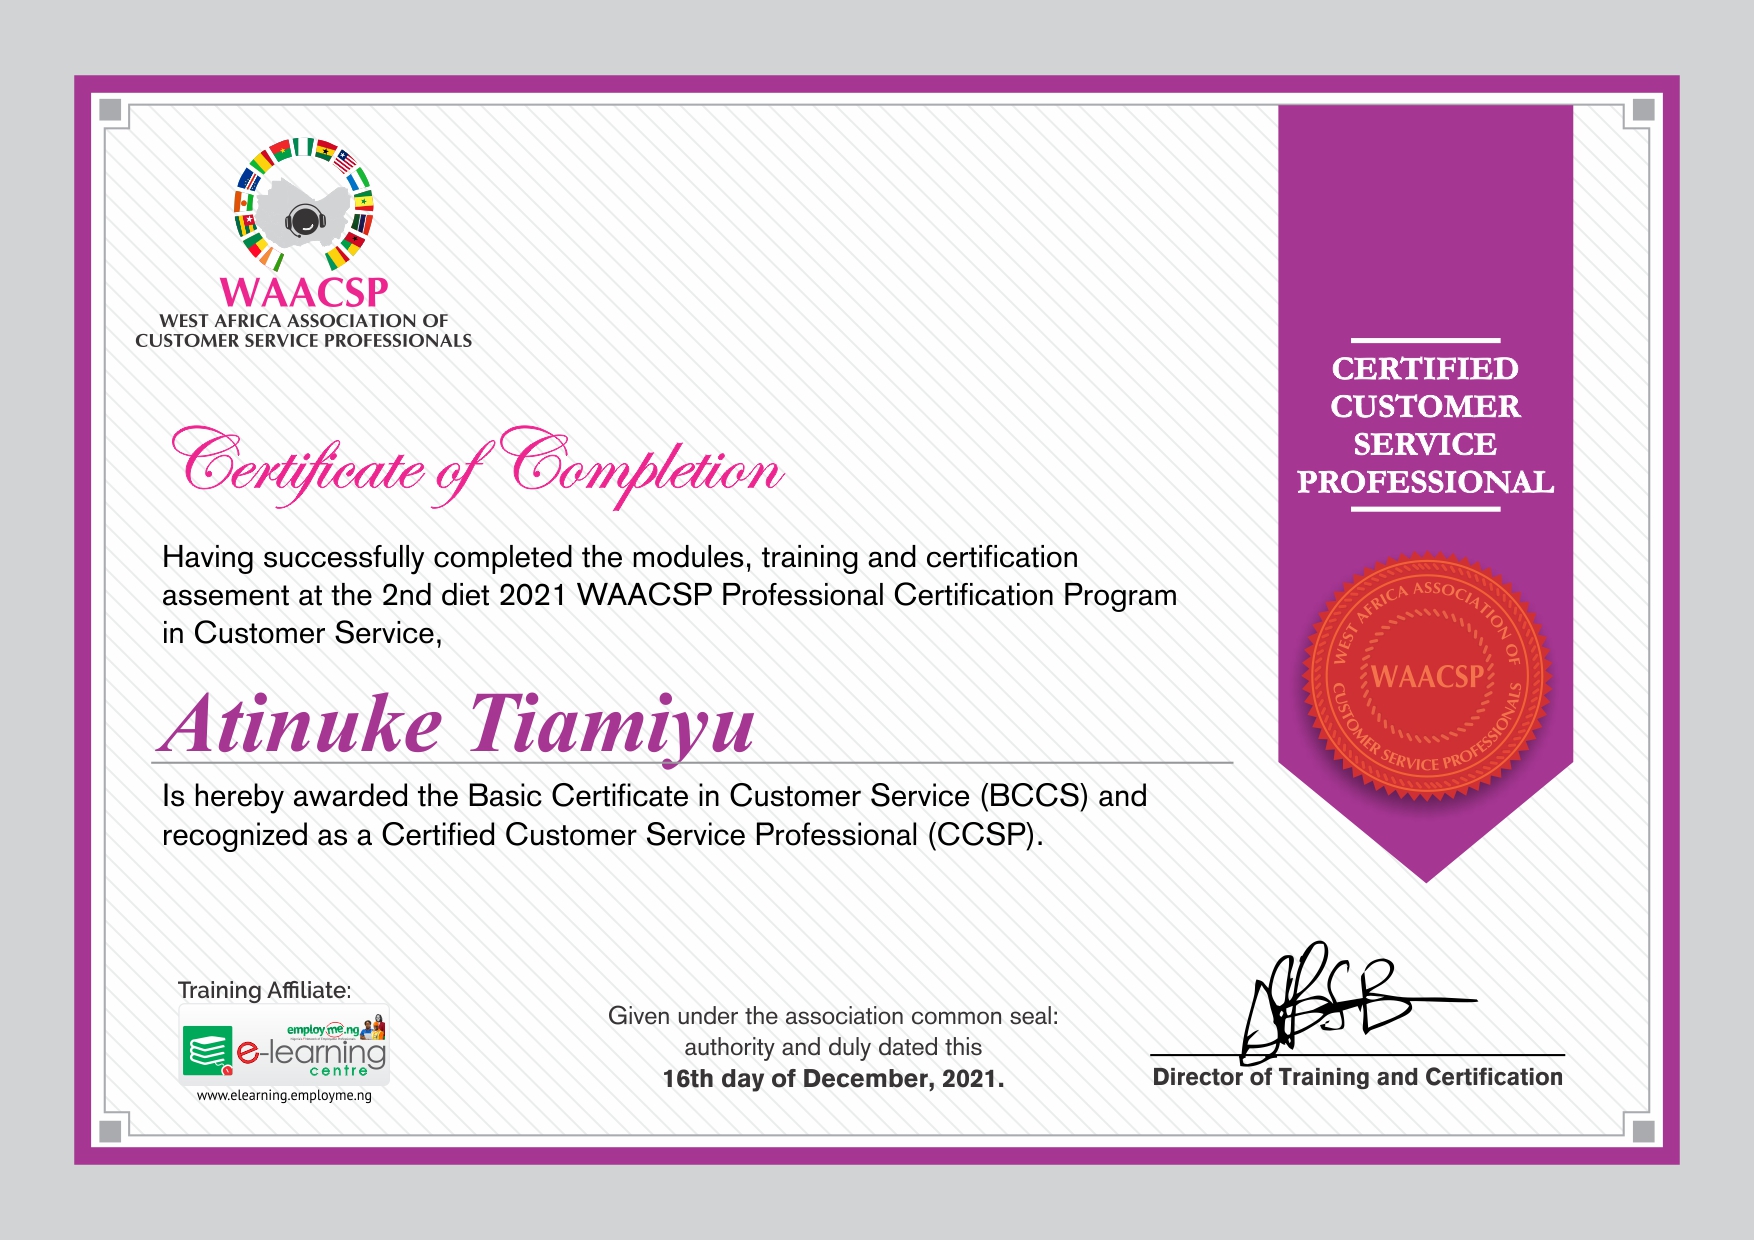 WAACSP
WEST AFRICA ASSOCIATION OF
CUSTOMER SERVICE PROFESSIONALS
CERTIFIED
CUSTOMER
SERVICE
PROFESSIONAL
Certificate of Completion
Having successfully completed the modules, training and certification
assement at the 2nd diet 2021 WAACSP Professional Certification Program
in Customer Service,
WEST AFRICA ASSOCIATION OF
WAACSP
CUSTOMER SERVICE PROFESSIONALS
Atinuke Tiamiyu
Is hereby awarded the Basic Certificate in Customer Service (BCCS) and
recognized as a Certified Customer Service Professional (CCSP).
Training Affiliate:
employ.me.ng
e-learning
centre
www.elearning.employme.ng
Given under the association common seal:
authority and duly dated this
16th day of December, 2021.
Director of Training and Certification